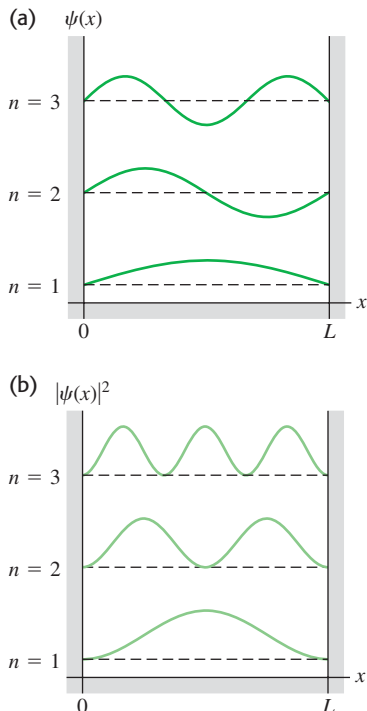 (a) ψ(x)
n = 3
n = 2
n = 1
x
0 L
(b) |ψ(x)|²
n = 3
n = 2
n = 1
x
0 L